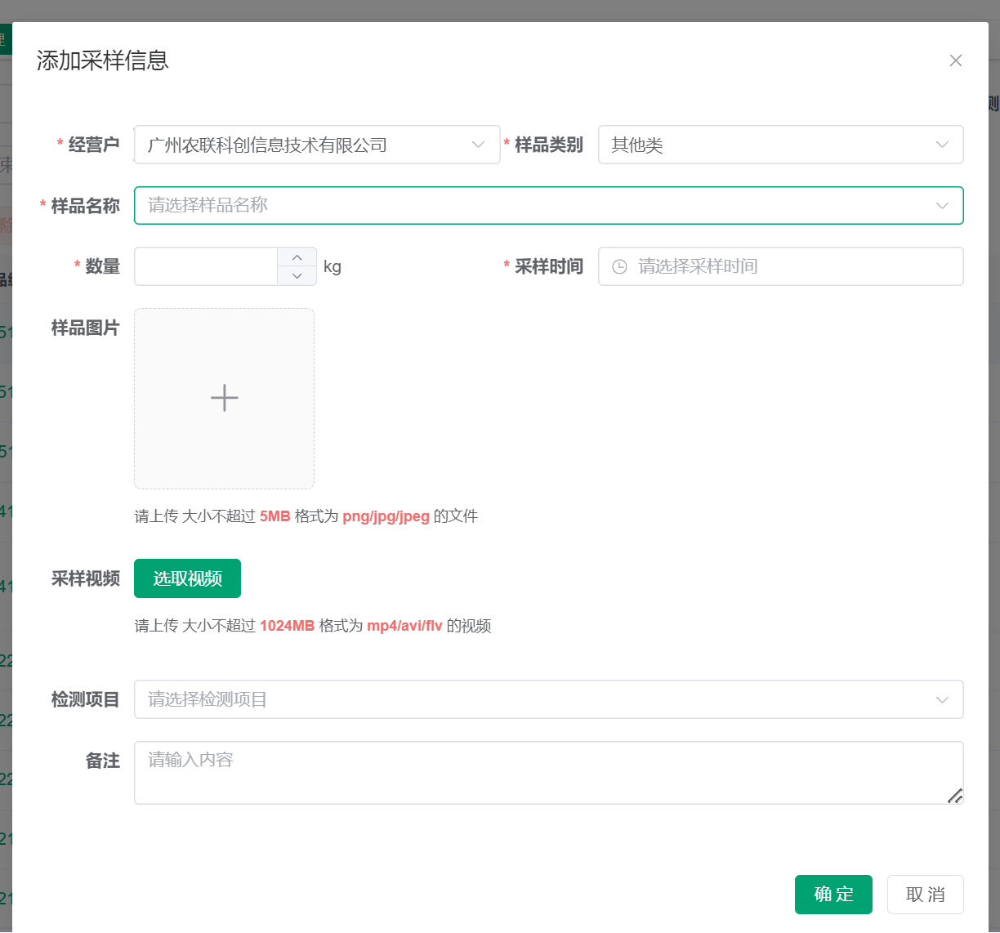 添加采样信息
* 经营户 广州农联科创信息技术有限公司 * 样品类别 其他类
* 样品名称 请选择样品名称
* 数量 kg * 采样时间 请选择采样时间
样品图片
请上传 大小不超过 5MB 格式为 png/jpg/jpeg 的文件
采样视频 选取视频
请上传 大小不超过 1024MB 格式为 mp4/avi/flv 的视频
检测项目 请选择检测项目
备注 请输入内容
确 定 取 消